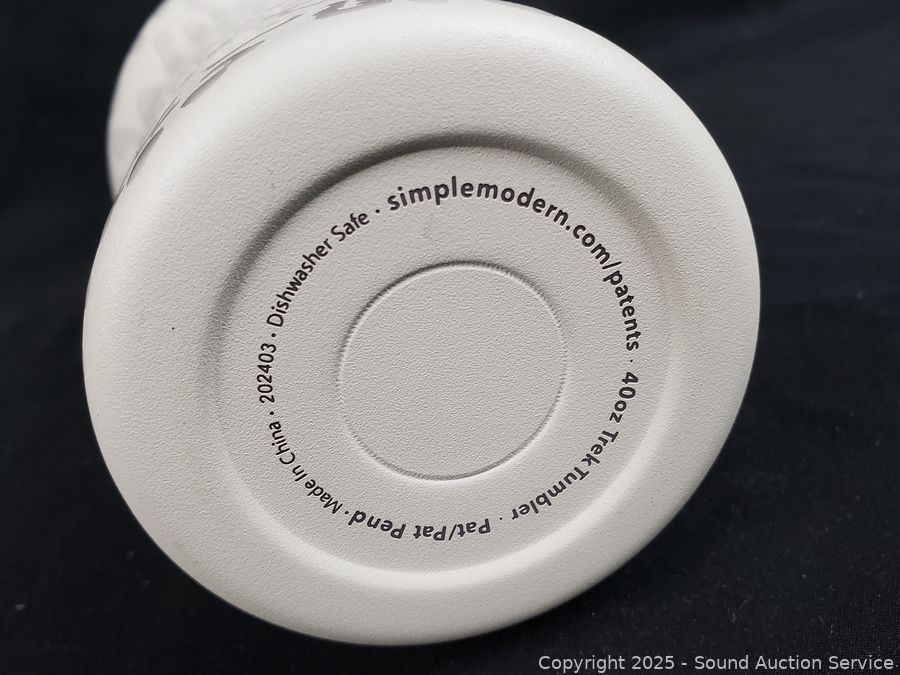 simplemodern.com/patents · 40oz Trek Tumbler · Pat/Pat Pend · Made In China · 202403 · Dishwasher Safe ·
Copyright 2025 - Sound Auction Service